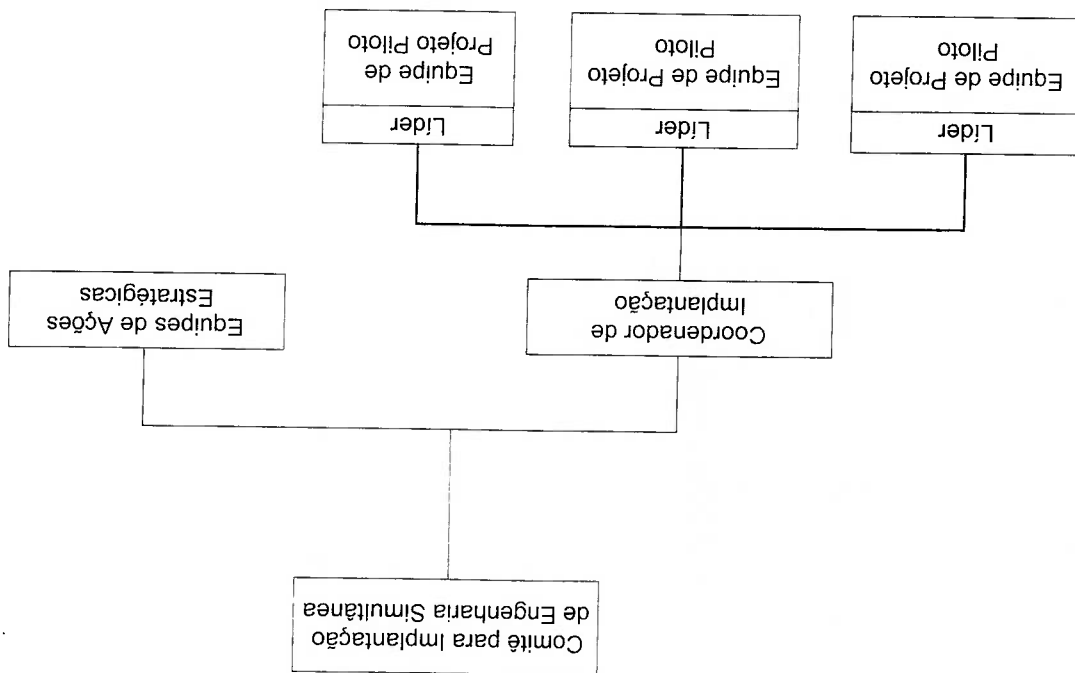 Comitê para Implantação
de Engenharia Simultânea
Coordenador de
Implantação
Equipes de Ações
Estratégicas
Líder
Equipe de Projeto
Piloto
Líder
Equipe de Projeto
Piloto
Líder
Equipe de
Projeto Piloto